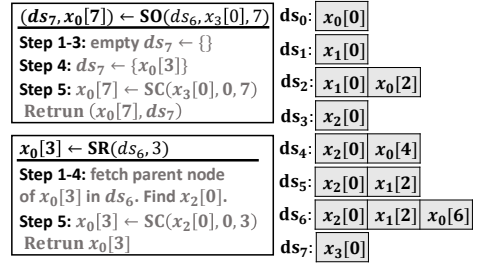 (ds₇, x₀[7]) ← SO(ds₆, x₃[0], 7)
Step 1-3: empty ds₇ ← {}
Step 4: ds₇ ← {x₀[3]}
Step 5: x₀[7] ← SC(x₃[0], 0, 7)
Retrun (x₀[7], ds₇)
x₀[3] ← SR(ds₆, 3)
Step 1-4: fetch parent node
of x₀[3] in ds₆. Find x₂[0].
Step 5: x₀[3] ← SC(x₂[0], 0, 3)
Retrun x₀[3]
ds₀: x₀[0]
ds₁: x₁[0]
ds₂: x₁[0] x₀[2]
ds₃: x₂[0]
ds₄: x₂[0] x₀[4]
ds₅: x₂[0] x₁[2]
ds₆: x₂[0] x₁[2] x₀[6]
ds₇: x₃[0]